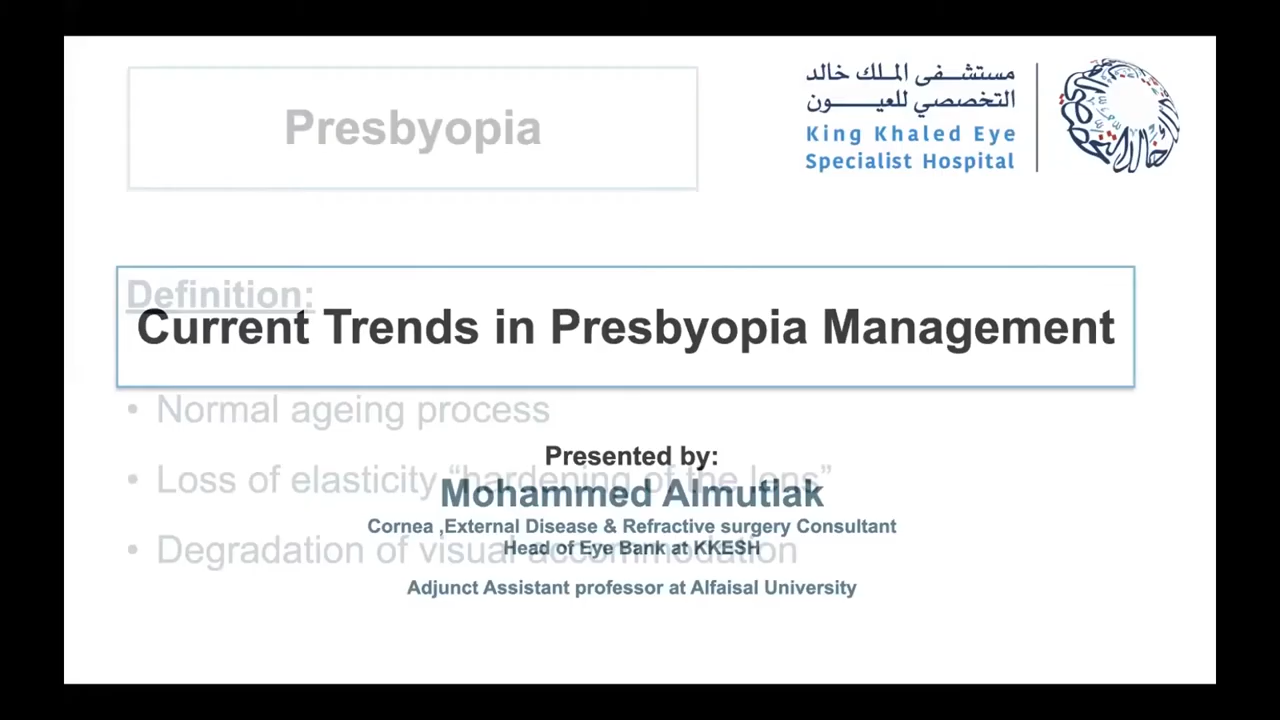 Presbyopia
مستشفى الملك خالد
التخصصي للعيون
King Khaled Eye
Specialist Hospital
Definition:
Current Trends in Presbyopia Management
• Normal ageing process
Presented by:
• Loss of elasticity “hardening of the lens”
Mohammed Almutlak
Cornea ,External Disease & Refractive surgery Consultant
Head of Eye Bank at KKESH
• Degradation of visual accommodation
Adjunct Assistant professor at Alfaisal University